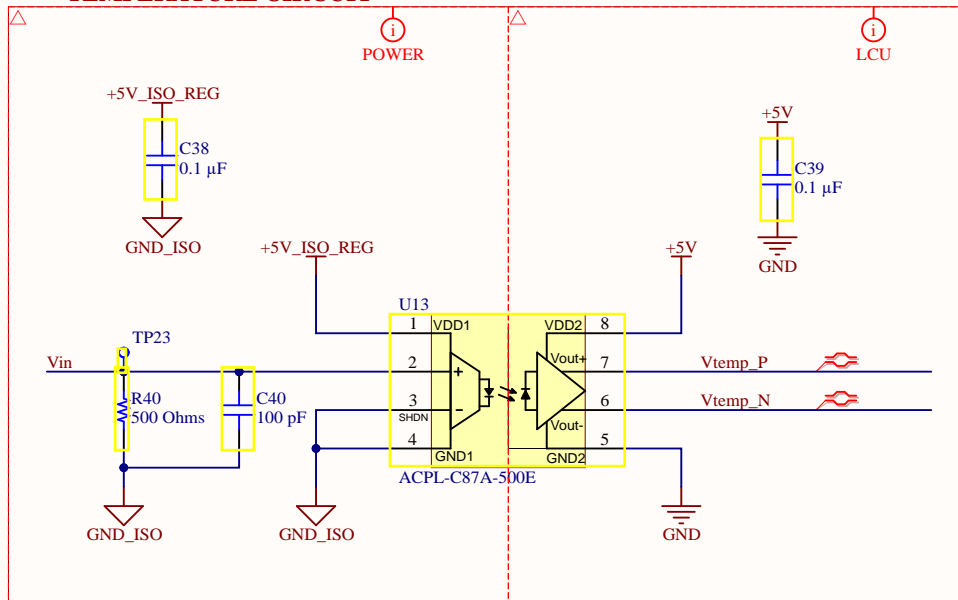 POWER
LCU
+5V_ISO_REG
C38
0.1 µF
GND_ISO
+5V
C39
0.1 µF
GND
+5V_ISO_REG
+5V
U13
1
VDD1
VDD2
8
TP23
Vin
2
+
Vout+
7
Vtemp_P
R40
500 Ohms
C40
100 pF
3
SHDN
−
6
Vtemp_N
Vout-
4
GND1
GND2
5
ACPL-C87A-500E
GND_ISO
GND_ISO
GND